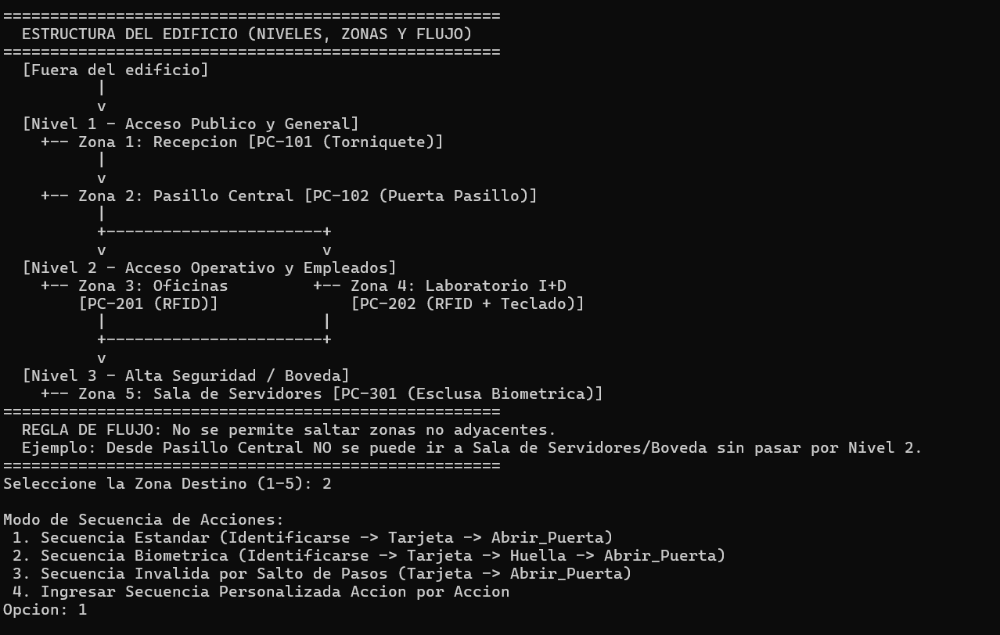 =====================================================
  ESTRUCTURA DEL EDIFICIO (NIVELES, ZONAS Y FLUJO)
=====================================================
  [Fuera del edificio]
          |
          v
  [Nivel 1 - Acceso Publico y General]
    +-- Zona 1: Recepcion [PC-101 (Torniquete)]
          |
          v
    +-- Zona 2: Pasillo Central [PC-102 (Puerta Pasillo)]
          |
          +-----------------------+
          v                       v
  [Nivel 2 - Acceso Operativo y Empleados]
    +-- Zona 3: Oficinas         +-- Zona 4: Laboratorio I+D
        [PC-201 (RFID)]              [PC-202 (RFID + Teclado)]
          |                       |
          +-----------------------+
          v
  [Nivel 3 - Alta Seguridad / Boveda]
    +-- Zona 5: Sala de Servidores [PC-301 (Esclusa Biometrica)]
=====================================================
  REGLA DE FLUJO: No se permite saltar zonas no adyacentes.
  Ejemplo: Desde Pasillo Central NO se puede ir a Sala de Servidores/Boveda sin pasar por Nivel 2.
=====================================================
Seleccione la Zona Destino (1-5): 2

Modo de Secuencia de Acciones:
 1. Secuencia Estandar (Identificarse -> Tarjeta -> Abrir_Puerta)
 2. Secuencia Biometrica (Identificarse -> Tarjeta -> Huella -> Abrir_Puerta)
 3. Secuencia Invalida por Salto de Pasos (Tarjeta -> Abrir_Puerta)
 4. Ingresar Secuencia Personalizada Accion por Accion
Opcion: 1